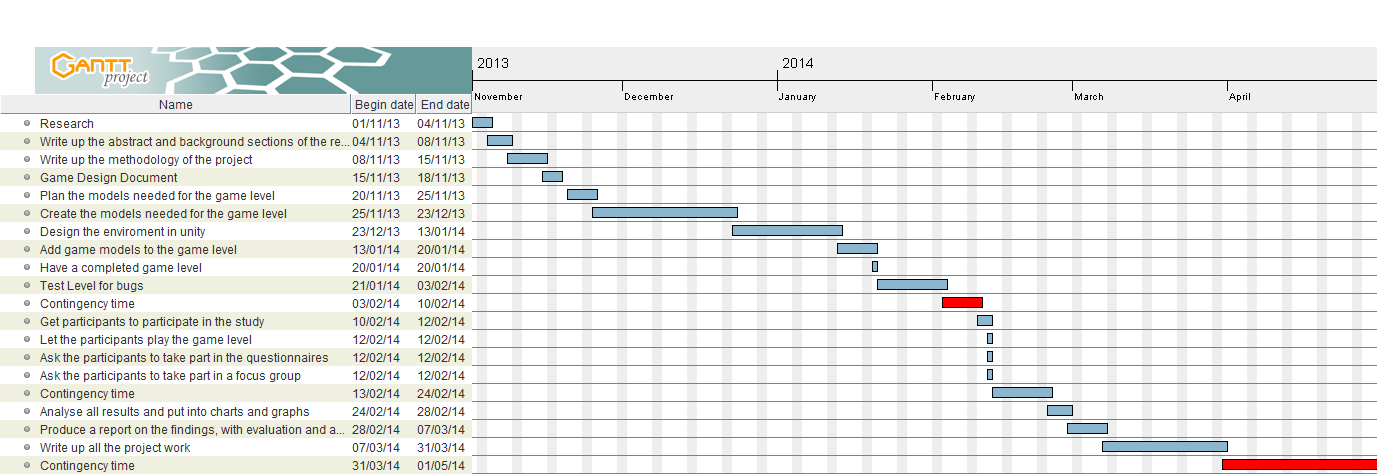 GANTT project
2013 2014
November December January February March April
Name Begin date End date
Research 01/11/13 04/11/13
Write up the abstract and background sections of the re... 04/11/13 08/11/13
Write up the methodology of the project 08/11/13 15/11/13
Game Design Document 15/11/13 18/11/13
Plan the models needed for the game level 20/11/13 25/11/13
Create the models needed for the game level 25/11/13 23/12/13
Design the enviroment in unity 23/12/13 13/01/14
Add game models to the game level 13/01/14 20/01/14
Have a completed game level 20/01/14 20/01/14
Test Level for bugs 21/01/14 03/02/14
Contingency time 03/02/14 10/02/14
Get participants to participate in the study 10/02/14 12/02/14
Let the participants play the game level 12/02/14 12/02/14
Ask the participants to take part in the questionnaires 12/02/14 12/02/14
Ask the participants to take part in a focus group 12/02/14 12/02/14
Contingency time 13/02/14 24/02/14
Analyse all results and put into charts and graphs 24/02/14 28/02/14
Produce a report on the findings, with evaluation and a... 28/02/14 07/03/14
Write up all the project work 07/03/14 31/03/14
Contingency time 31/03/14 01/05/14